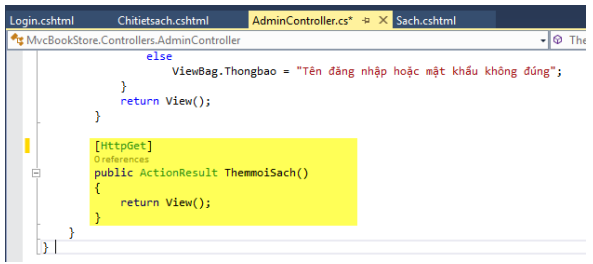 Login.cshtml Chitietsach.cshtml AdminController.cs* Sach.cshtml
MvcBookStore.Controllers.AdminController The
else
ViewBag.Thongbao = "Tên đăng nhập hoặc mật khẩu không đúng";
}
return View();
}
[HttpGet]
0 references
public ActionResult ThemmoiSach()
{
return View();
}
}
}